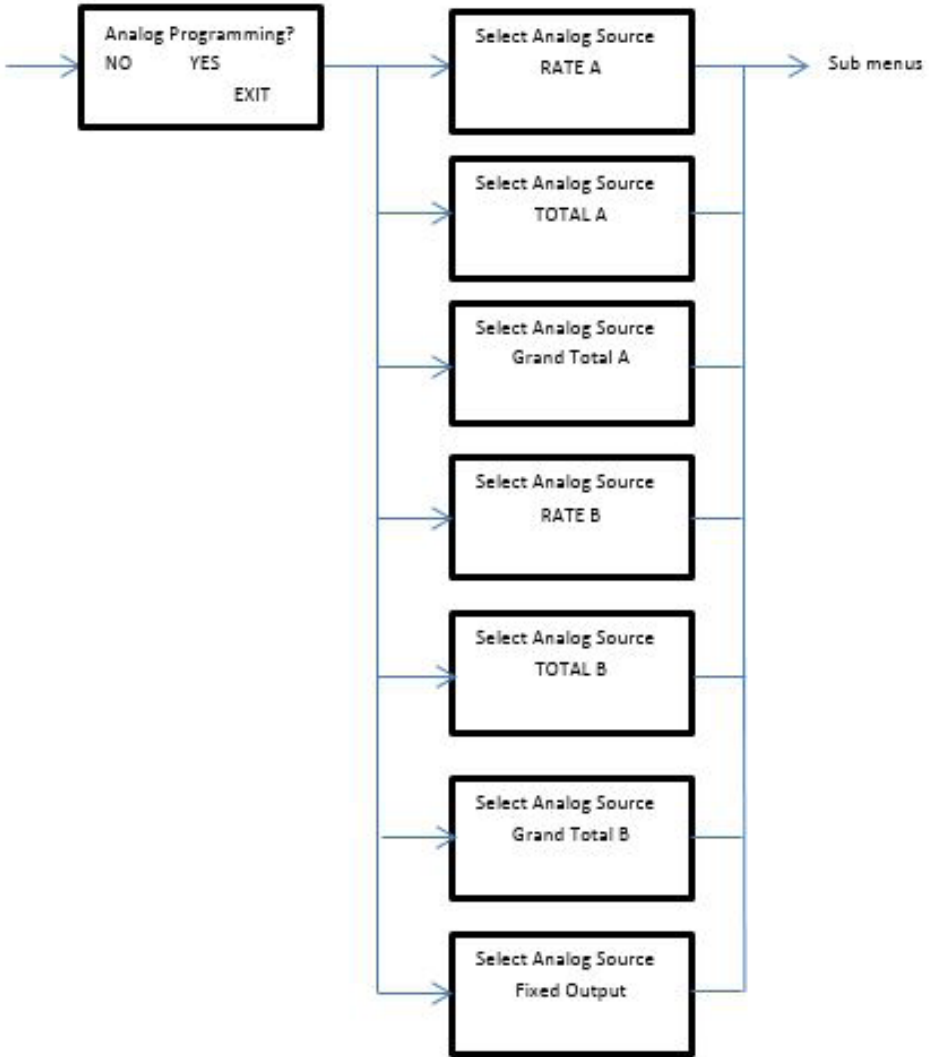 Analog Programming?
NO YES
EXIT
Select Analog Source
RATE A
Sub menus
Select Analog Source
TOTAL A
Select Analog Source
Grand Total A
Select Analog Source
RATE B
Select Analog Source
TOTAL B
Select Analog Source
Grand Total B
Select Analog Source
Fixed Output